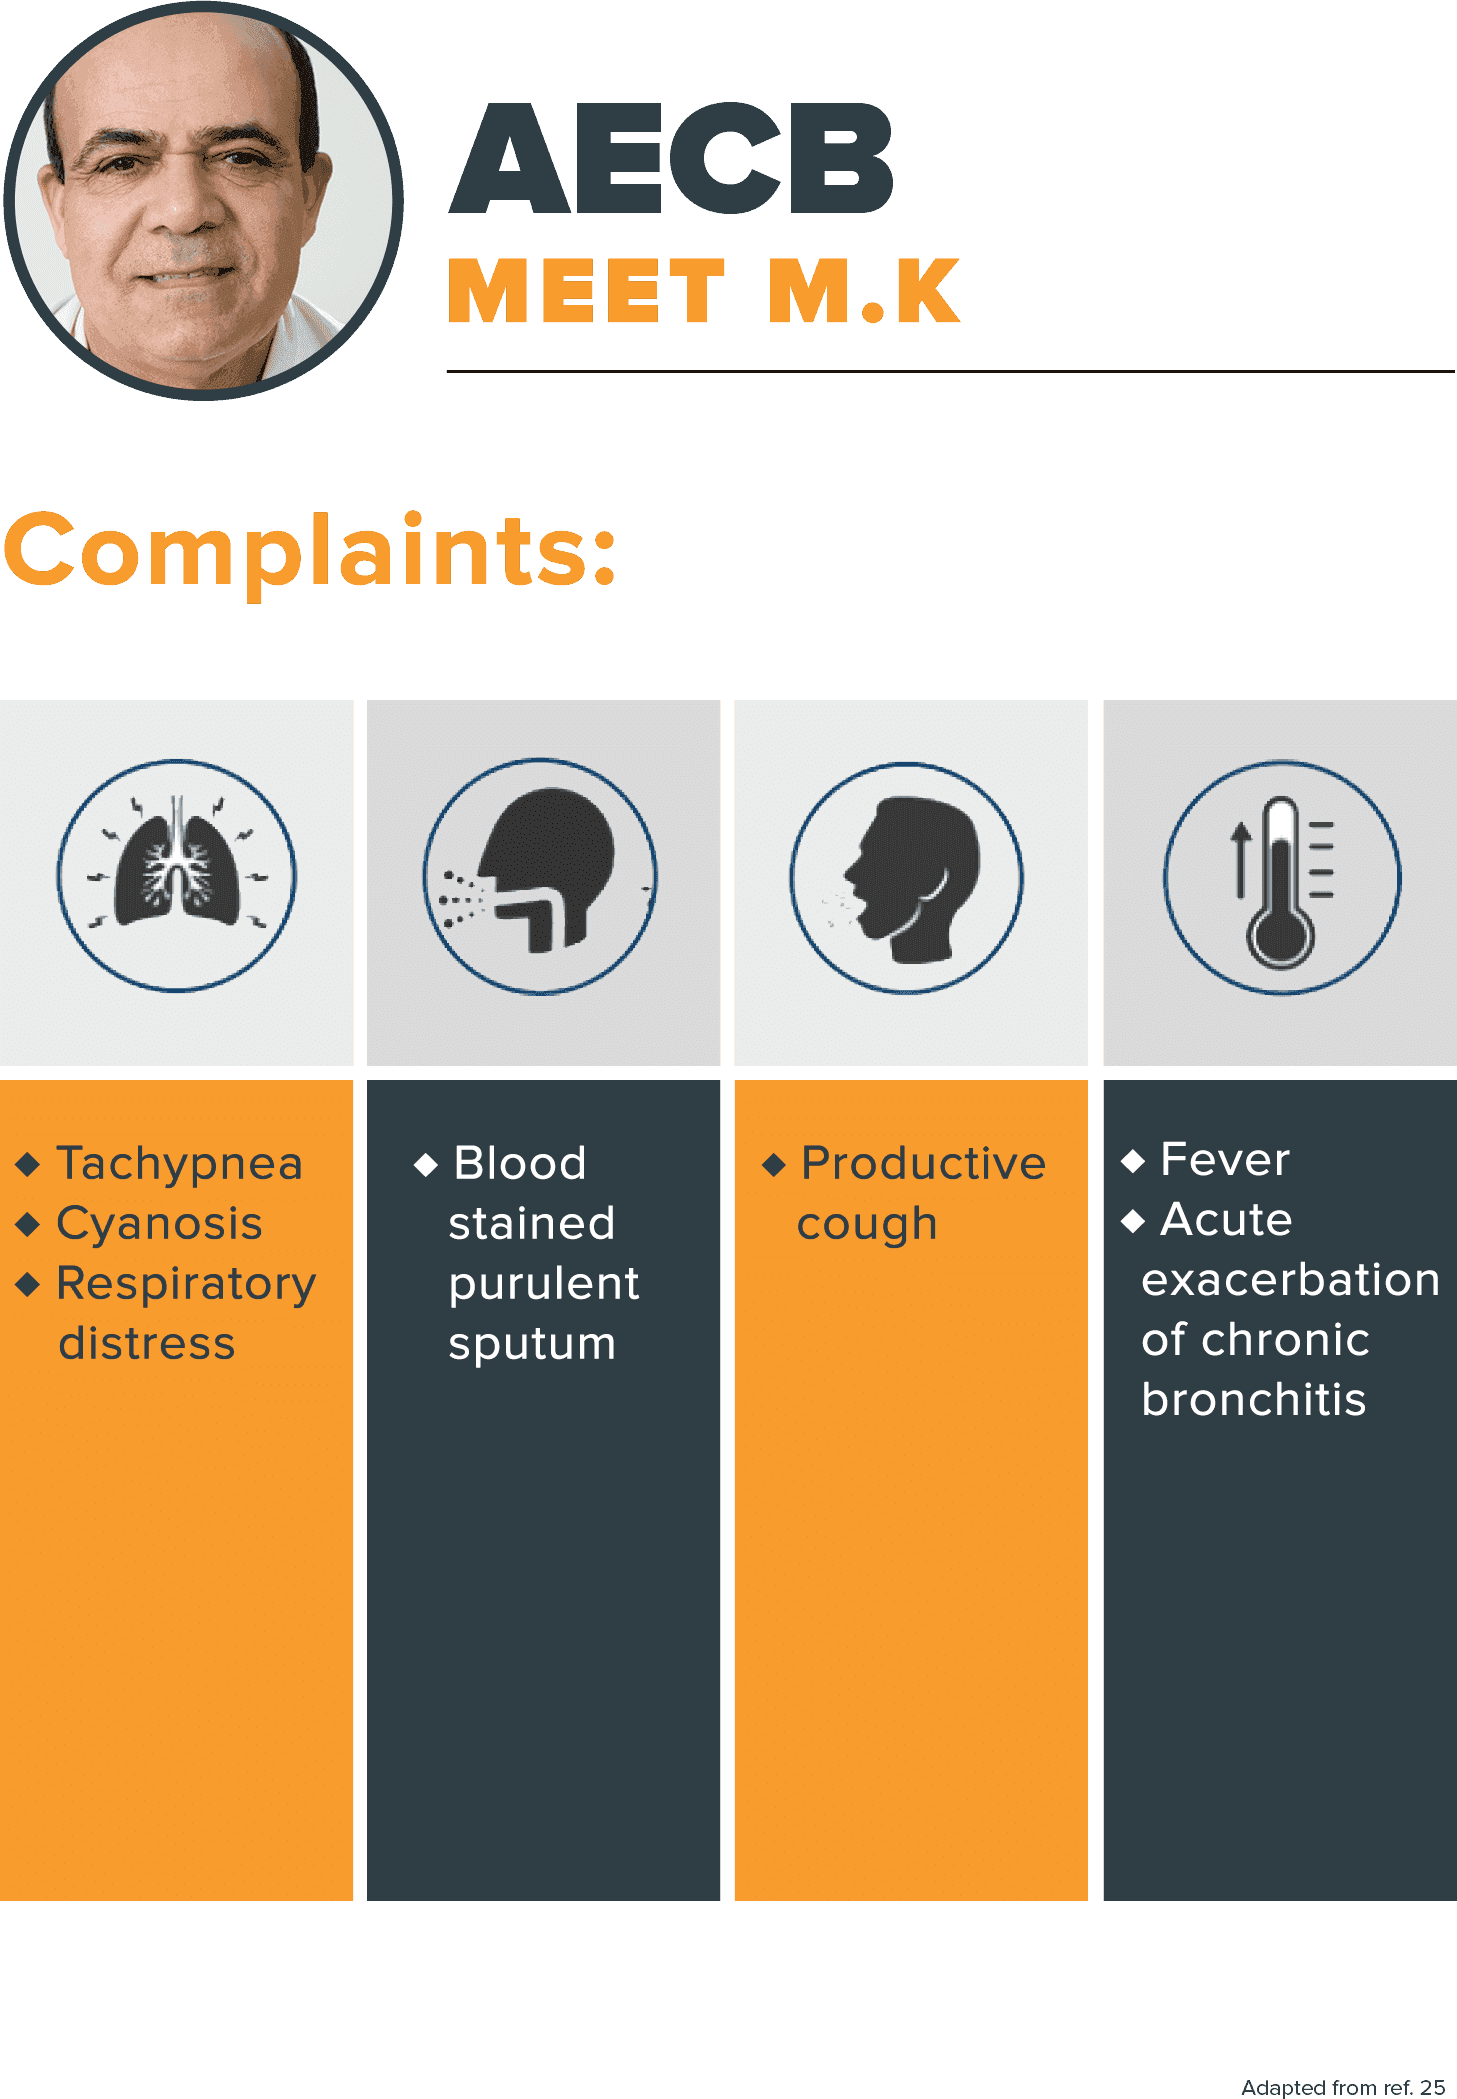 AECB
MEET M.K
Complaints:
◆ Tachypnea
◆ Cyanosis
◆ Respiratory
distress
◆ Blood
stained
purulent
sputum
◆ Productive
cough
◆ Fever
◆ Acute
exacerbation
of chronic
bronchitis
Adapted from ref. 25